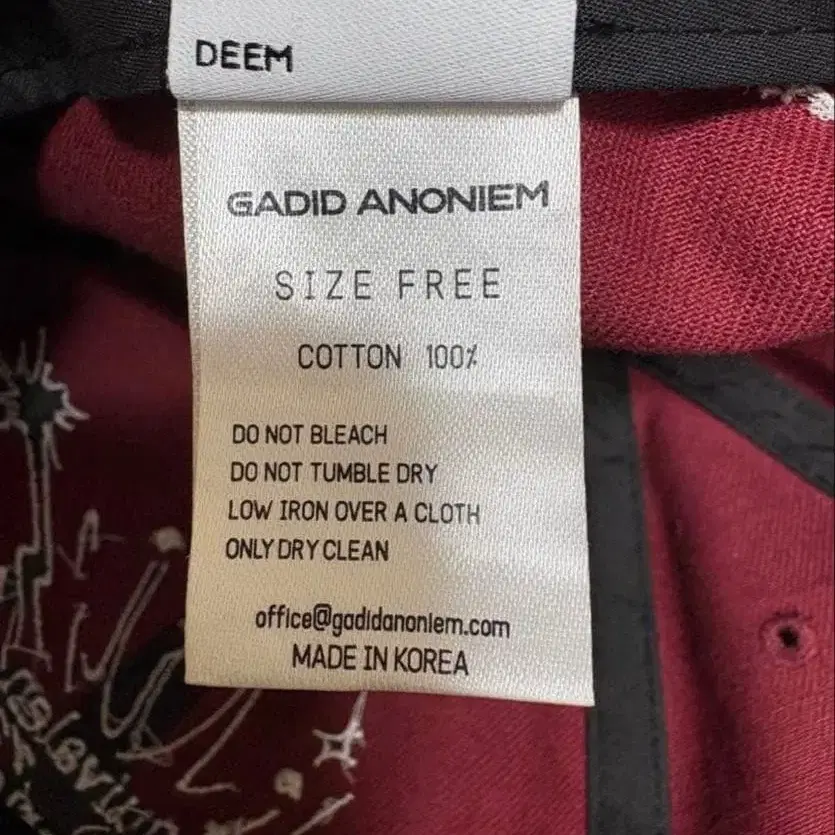 DEEM
GADID ANONIEM
SIZE FREE
COTTON 100%
DO NOT BLEACH
DO NOT TUMBLE DRY
LOW IRON OVER A CLOTH
ONLY DRY CLEAN
office@gadidanoniem.com
MADE IN KOREA